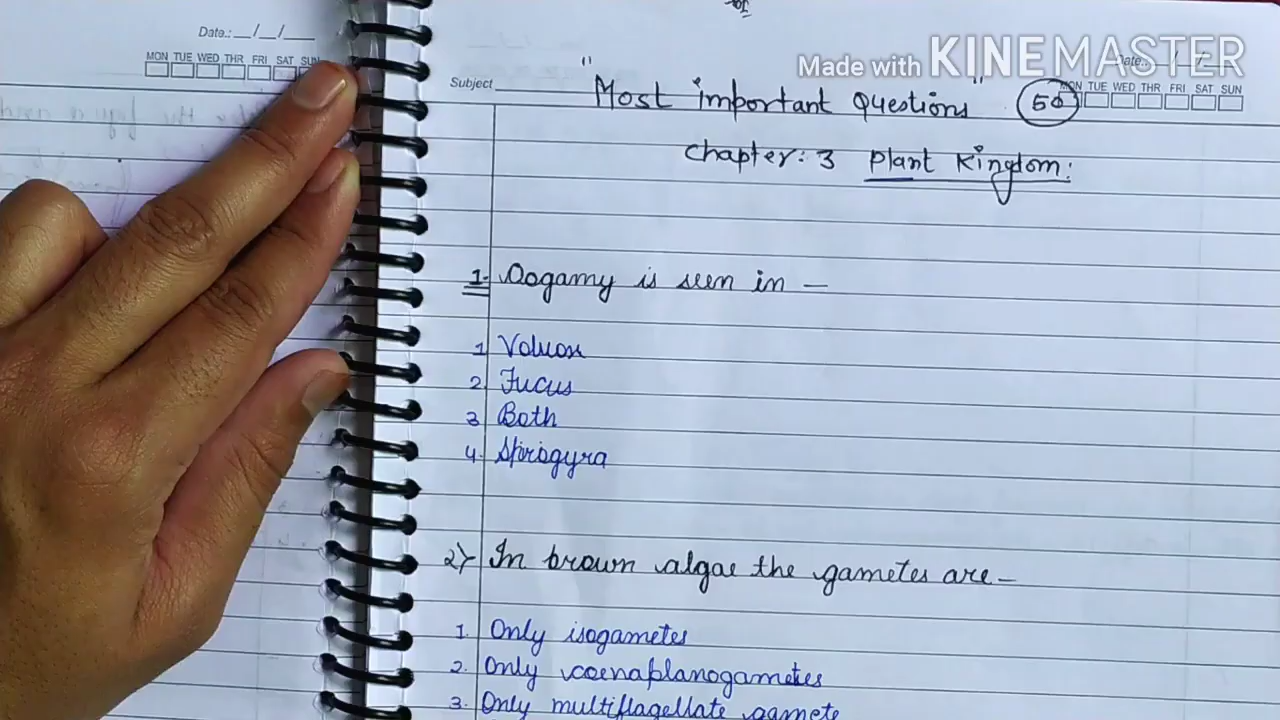 Date.: __/__/__
MON TUE WED THR FRI SAT SUN
Made with KINEMASTER
Date.:
Subject
"Most important Questions" 50
MON TUE WED THR FRI SAT SUN
Chapter: 3 Plant Kingdom:
1. Oogamy is seen in —
1 Volvox
2 Fucus
3 Both
4. Spirogyra
2) In brown algae the gametes are —
1. Only isogametes
2. Only coenaplanogametes
3. Only multiflagellate gamete